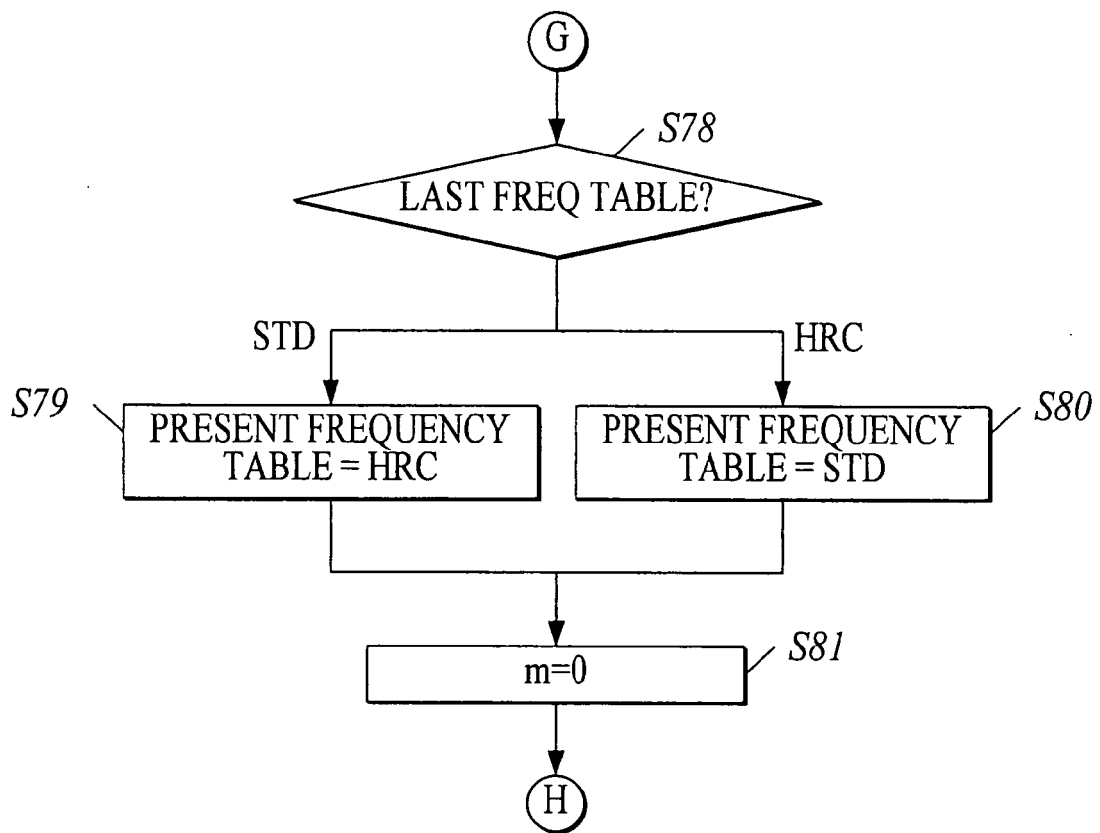 G
S78
LAST FREQ TABLE?
STD
HRC
S79
PRESENT FREQUENCY
TABLE = HRC
PRESENT FREQUENCY
TABLE = STD
S80
S81
m=0
H